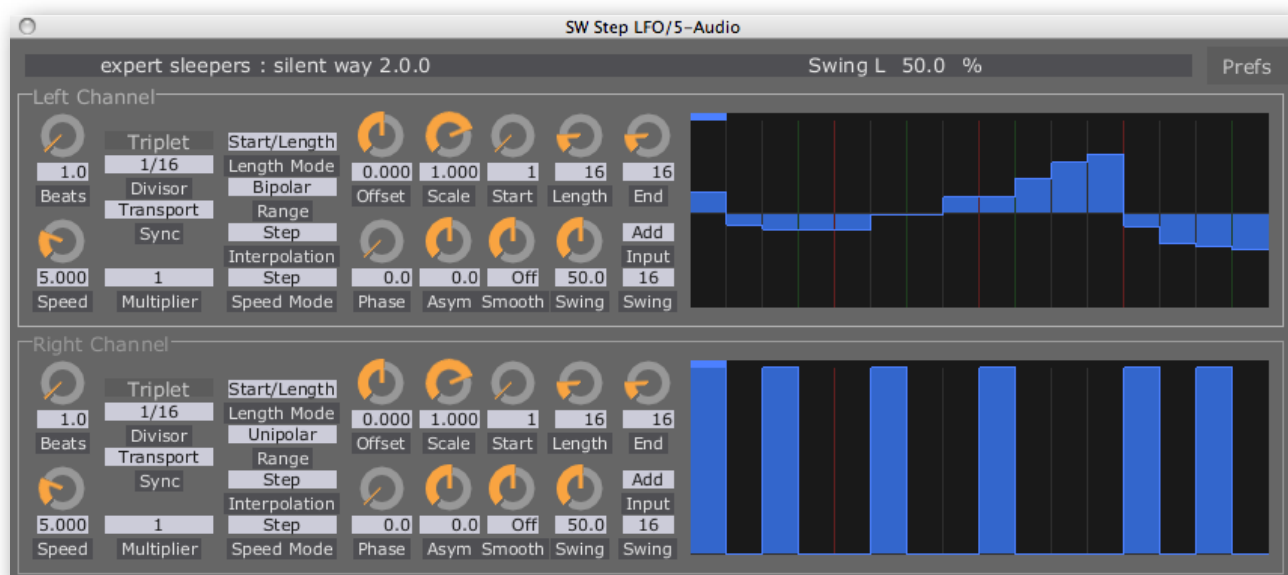 SW Step LFO/5-Audio
expert sleepers : silent way 2.0.0 Swing L 50.0 % Prefs
Left Channel
Triplet Start/Length
1.0 1/16 Length Mode 0.000 1.000 1 16 16
Beats Divisor Bipolar Offset Scale Start Length End
Transport Range
Sync Step Add
Interpolation Input
5.000 1 Step 0.0 0.0 Off 50.0 16
Speed Multiplier Speed Mode Phase Asym Smooth Swing Swing
Right Channel
Triplet Start/Length
1.0 1/16 Length Mode 0.000 1.000 1 16 16
Beats Divisor Unipolar Offset Scale Start Length End
Transport Range
Sync Step Add
Interpolation Input
5.000 1 Step 0.0 0.0 Off 50.0 16
Speed Multiplier Speed Mode Phase Asym Smooth Swing Swing